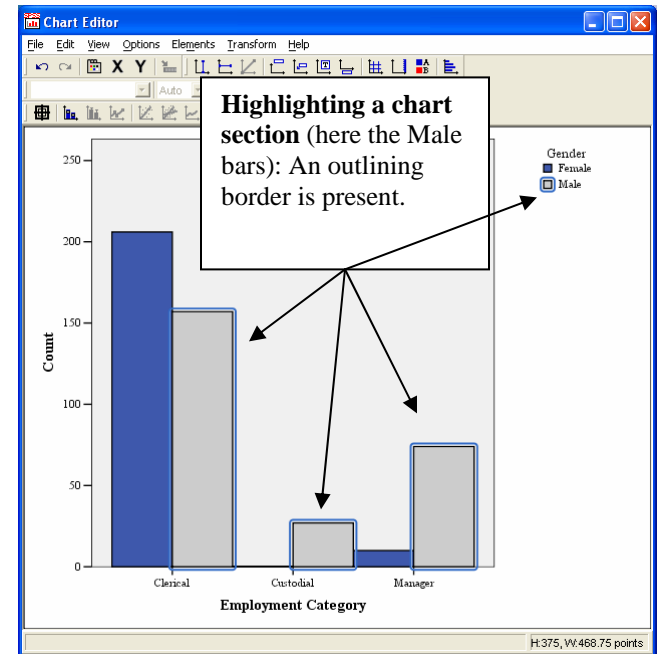 Chart Editor
File Edit View Options Elements Transform Help
X Y
Auto
Highlighting a chart
section (here the Male
bars): An outlining
border is present.
Gender
Female
Male
250
200
150
100
50
0
Count
Clerical Custodial Manager
Employment Category
H:375, W:468.75 points